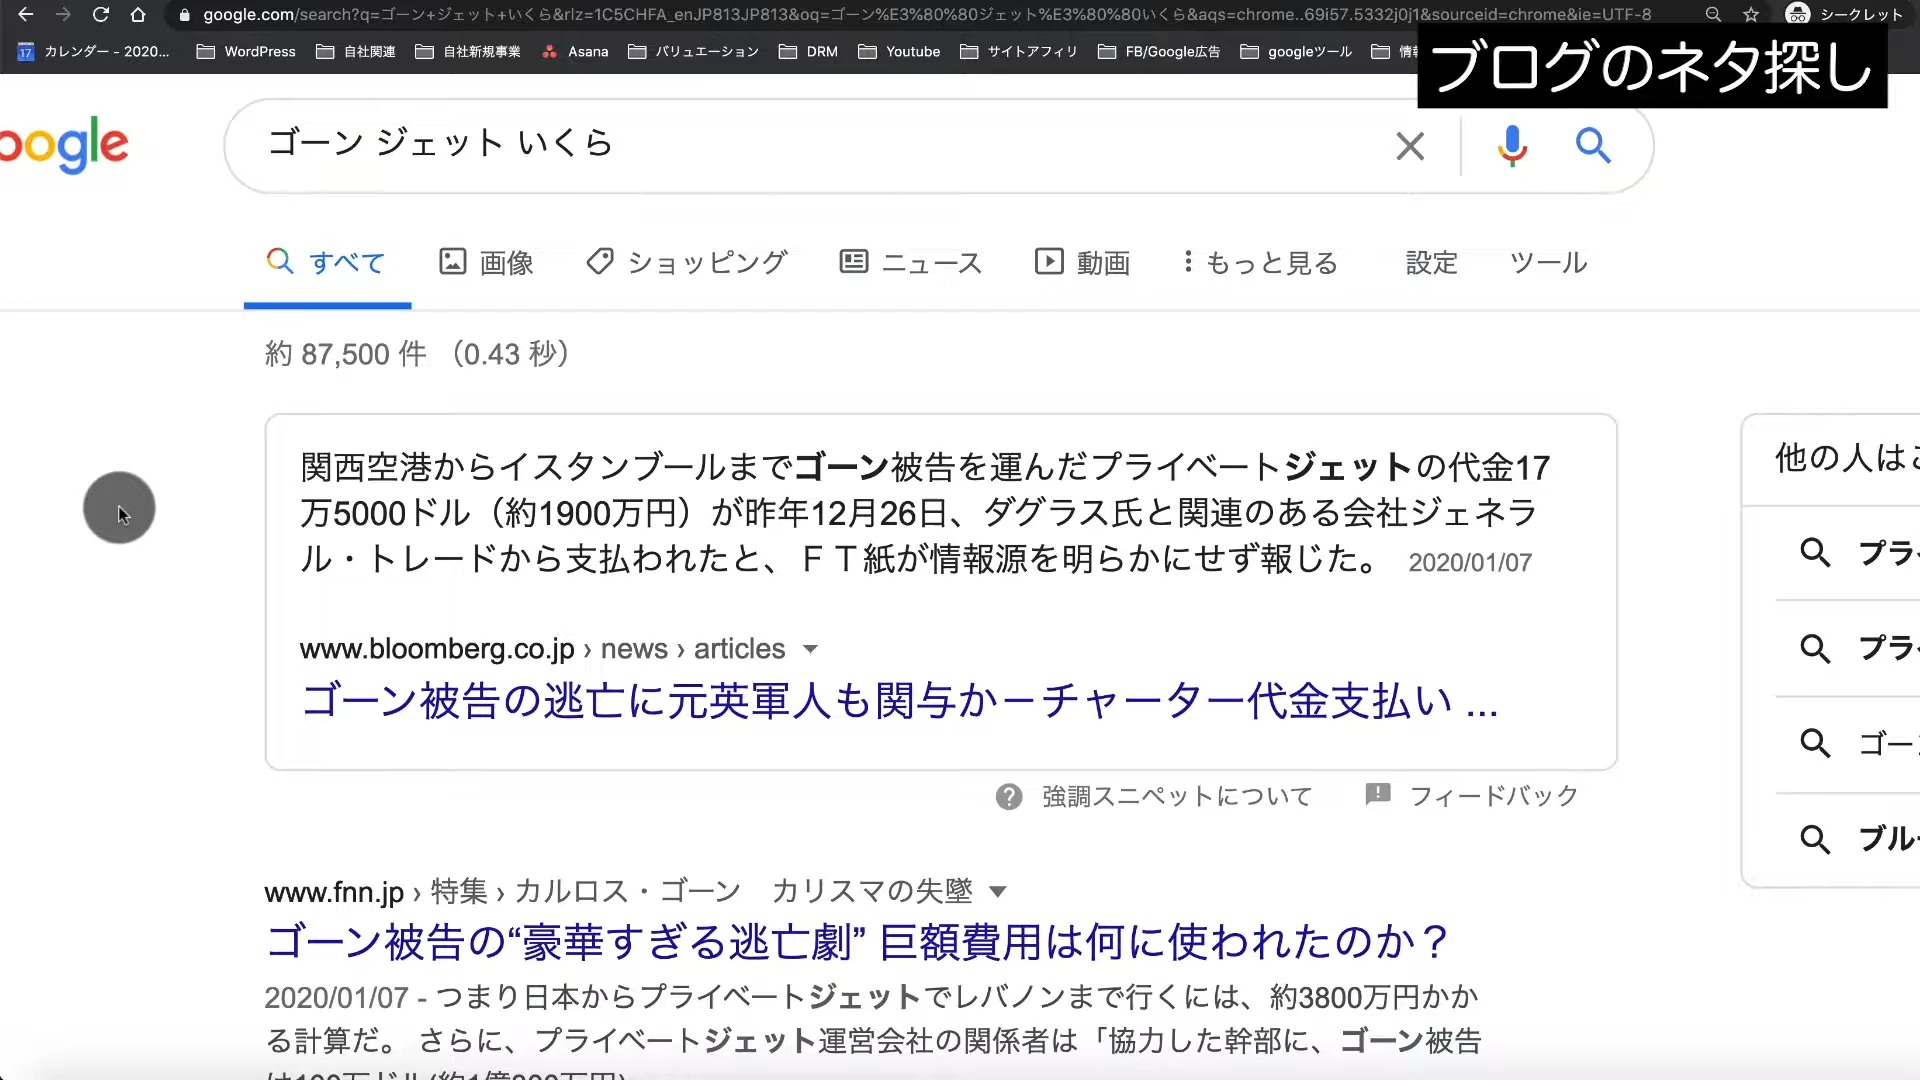 google.com/search?q=ゴーン+ジェット+いくら&rlz=1C5CHFA_enJP813JP813&oq=ゴーン%E3%80%80ジェット%E3%80%80いくら&aqs=chrome..69i57.5332j0j1&sourceid=chrome&ie=UTF-8 シークレット
17 カレンダー - 2020... WordPress 自社関連 自社新規事業 Asana バリュエーション DRM Youtube サイトアフィリ FB/Google広告 googleツール
ブログのネタ探し
oogle ゴーン ジェット いくら
すべて 画像 ショッピング ニュース 動画 もっと見る 設定 ツール
約 87,500 件 (0.43 秒)
関西空港からイスタンブールまでゴーン被告を運んだプライベートジェットの代金17
万5000ドル（約1900万円）が昨年12月26日、ダグラス氏と関連のある会社ジェネラ
ル・トレードから支払われたと、ＦＴ紙が情報源を明らかにせず報じた。 2020/01/07
www.bloomberg.co.jp › news › articles
ゴーン被告の逃亡に元英軍人も関与か－チャーター代金支払い ...
強調スニペットについて フィードバック
他の人は
プラ
プラ
ゴー
ブル
www.fnn.jp › 特集 › カルロス・ゴーン　カリスマの失墜
ゴーン被告の“豪華すぎる逃亡劇” 巨額費用は何に使われたのか？
2020/01/07 - つまり日本からプライベートジェットでレバノンまで行くには、約3800万円かか
る計算だ。 さらに、プライベートジェット運営会社の関係者は「協力した幹部に、ゴーン被告